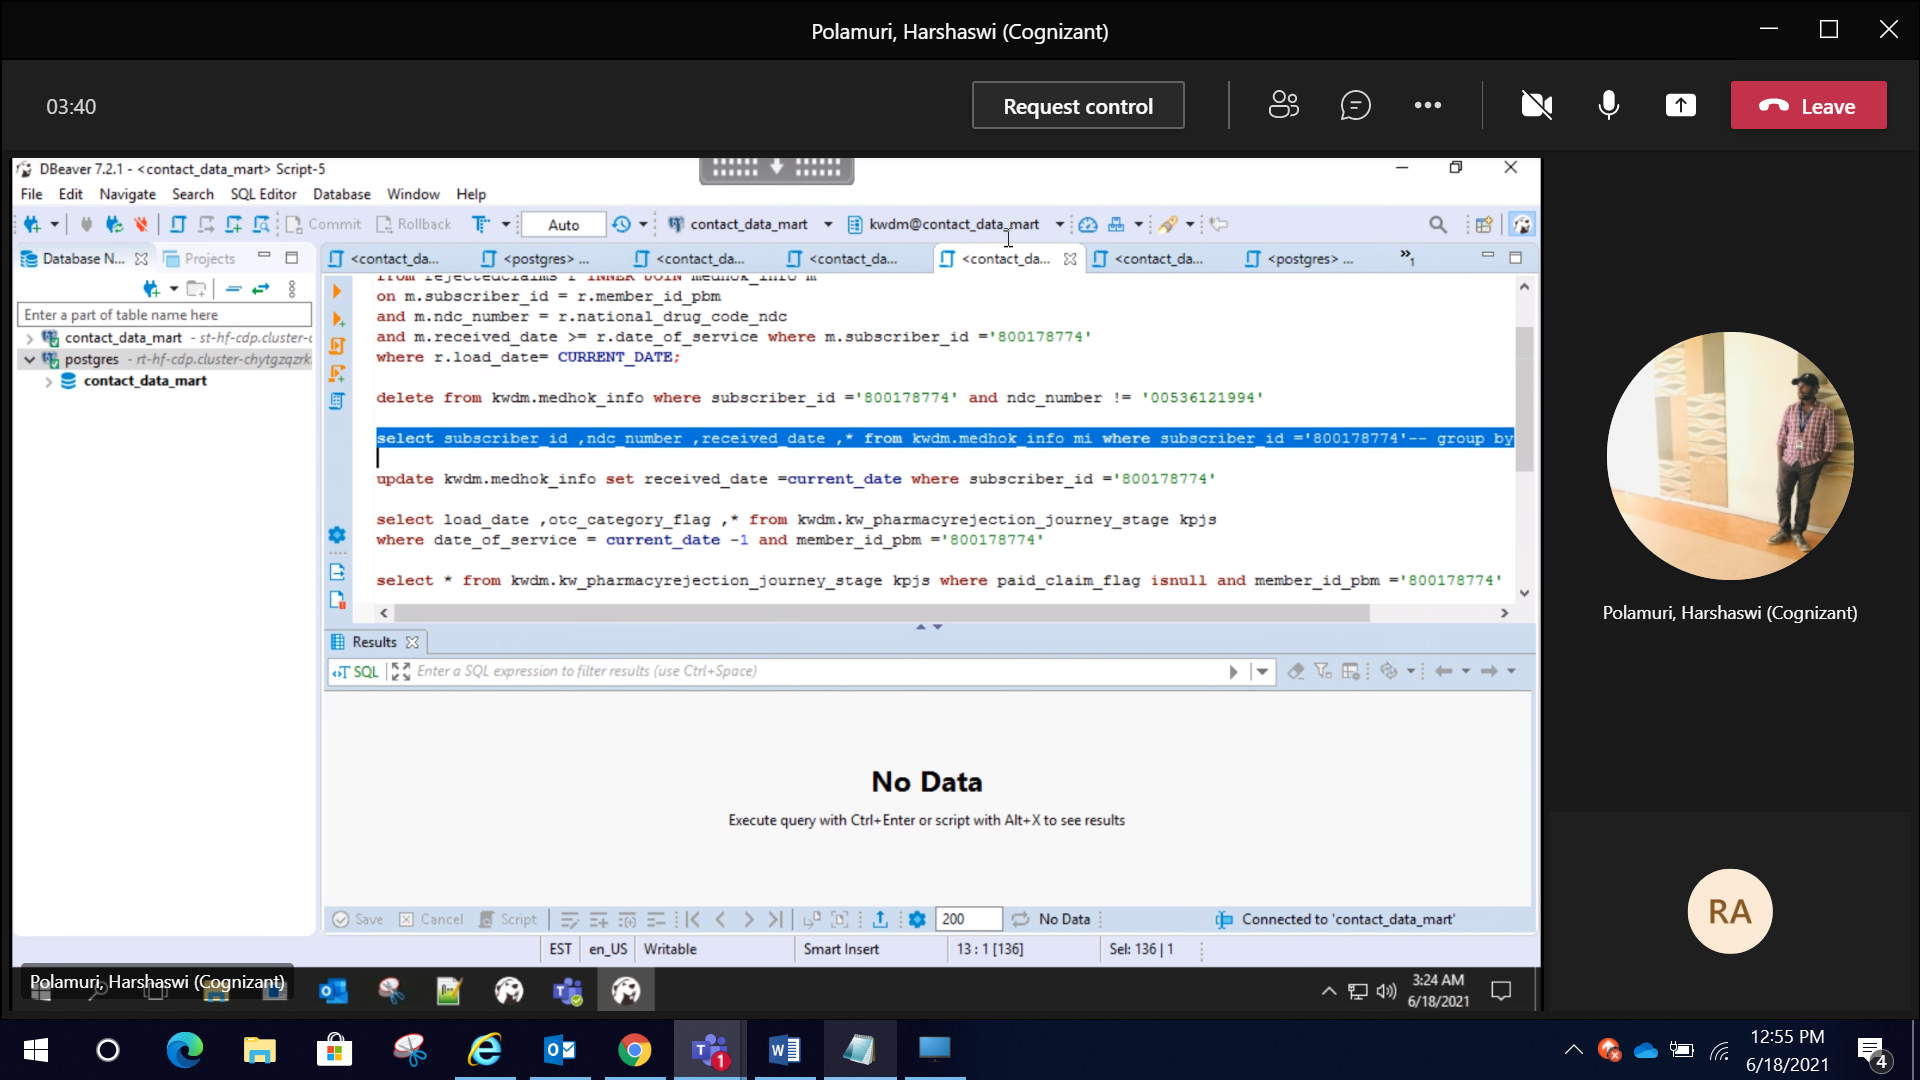 Polamuri, Harshaswi (Cognizant)
03:40
Request control
Leave
DBeaver 7.2.1 - <contact_data_mart> Script-5
File Edit Navigate Search SQL Editor Database Window Help
Commit Rollback Auto contact_data_mart kwdm@contact_data_mart
Database N... Projects
<contact_da... <postgres> ... <contact_da... <contact_da... <contact_da... <contact_da... <postgres> ... »1
Enter a part of table name here
contact_data_mart - st-hf-cdp.cluster-c
postgres - rt-hf-cdp.cluster-chytgzqzrk
contact_data_mart
from rejectedclaims r INNER JOIN medhok_info m
on m.subscriber_id = r.member_id_pbm
and m.ndc_number = r.national_drug_code_ndc
and m.received_date >= r.date_of_service where m.subscriber_id ='800178774'
where r.load_date= CURRENT_DATE;
delete from kwdm.medhok_info where subscriber_id ='800178774' and ndc_number != '00536121994'
select subscriber_id ,ndc_number ,received_date ,* from kwdm.medhok_info mi where subscriber_id ='800178774'-- group by
update kwdm.medhok_info set received_date =current_date where subscriber_id ='800178774'
select load_date ,otc_category_flag ,* from kwdm.kw_pharmacyrejection_journey_stage kpjs
where date_of_service = current_date -1 and member_id_pbm ='800178774'
select * from kwdm.kw_pharmacyrejection_journey_stage kpjs where paid_claim_flag isnull and member_id_pbm ='800178774'
Results
SQL Enter a SQL expression to filter results (use Ctrl+Space)
No Data
Execute query with Ctrl+Enter or script with Alt+X to see results
Save Cancel Script 200 No Data Connected to 'contact_data_mart'
EST en_US Writable Smart Insert 13 : 1 [136] Sel: 136 | 1
Polamuri, Harshaswi (Cognizant)
3:24 AM
6/18/2021
Polamuri, Harshaswi (Cognizant)
RA
12:55 PM
6/18/2021
1
4